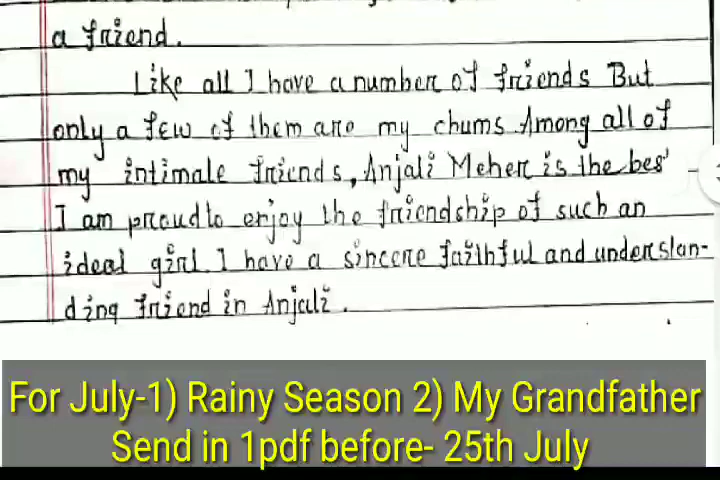 a friend.
Like all I have a number of friends But
only a few of them are my chums. Among all of
my intimale friends, Anjali Meher is the bes'
I am proud to enjoy the friendship of such an
ideal girl. I have a sincere faithful and understan-
ding friend in Anjali.
For July-1) Rainy Season 2) My Grandfather
Send in 1pdf before- 25th July